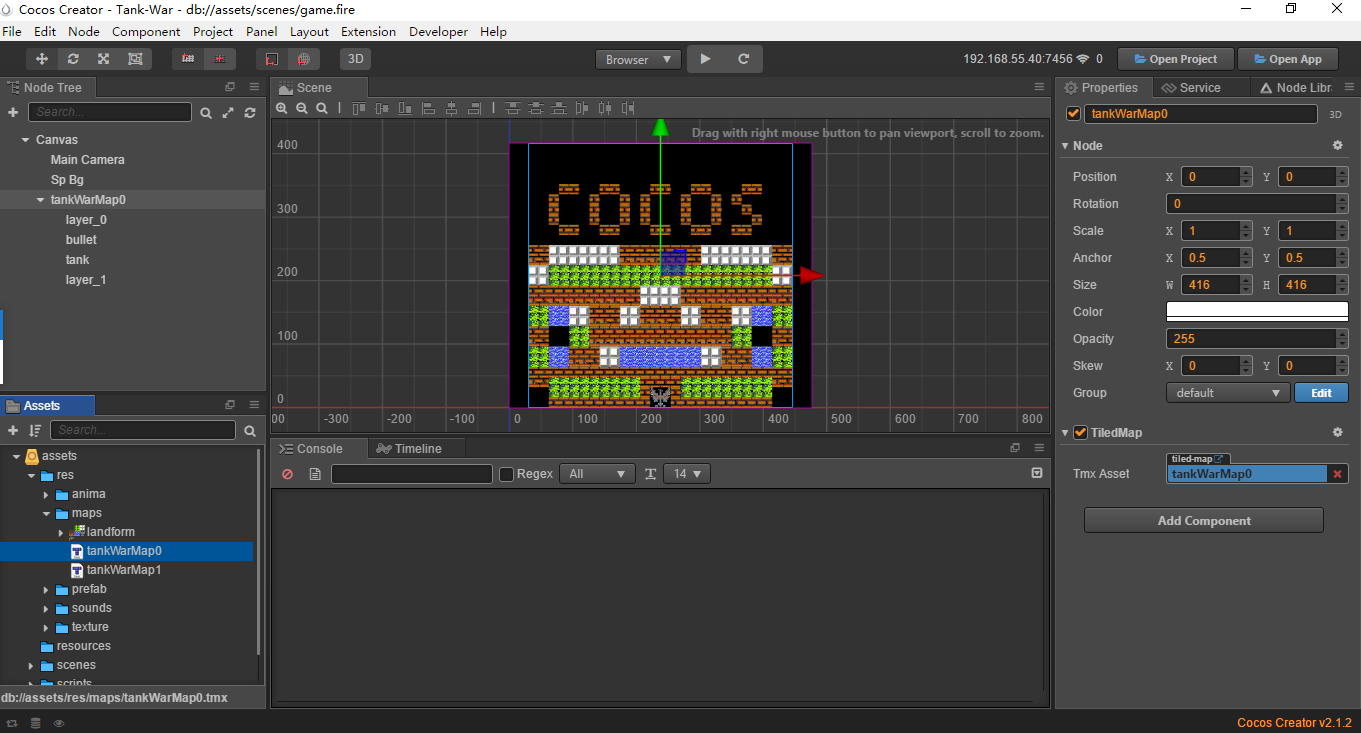 Cocos Creator - Tank-War - db://assets/scenes/game.fire
File Edit Node Component Project Panel Layout Extension Developer Help
3D Browser 192.168.55.40:7456 0 Open Project Open App
Node Tree
Search...
Canvas
Main Camera
Sp Bg
tankWarMap0
layer_0
bullet
tank
layer_1
Assets
Search...
assets
res
anima
maps
landform
tankWarMap0
tankWarMap1
prefab
sounds
texture
resources
scenes
scripts
db://assets/res/maps/tankWarMap0.tmx
Scene
Drag with right mouse button to pan viewport, scroll to zoom.
400
300
200
100
0
COCOS
00 -300 -200 -100 0 100 200 300 400 500 600 700 800
Console Timeline
Regex All 14
Properties Service Node Libr
tankWarMap0 3D
Node
Position X 0 Y 0
Rotation 0
Scale X 1 Y 1
Anchor X 0.5 Y 0.5
Size W 416 H 416
Color
Opacity 255
Skew X 0 Y 0
Group default Edit
TiledMap
tiled-map
Tmx Asset tankWarMap0
Add Component
Cocos Creator v2.1.2